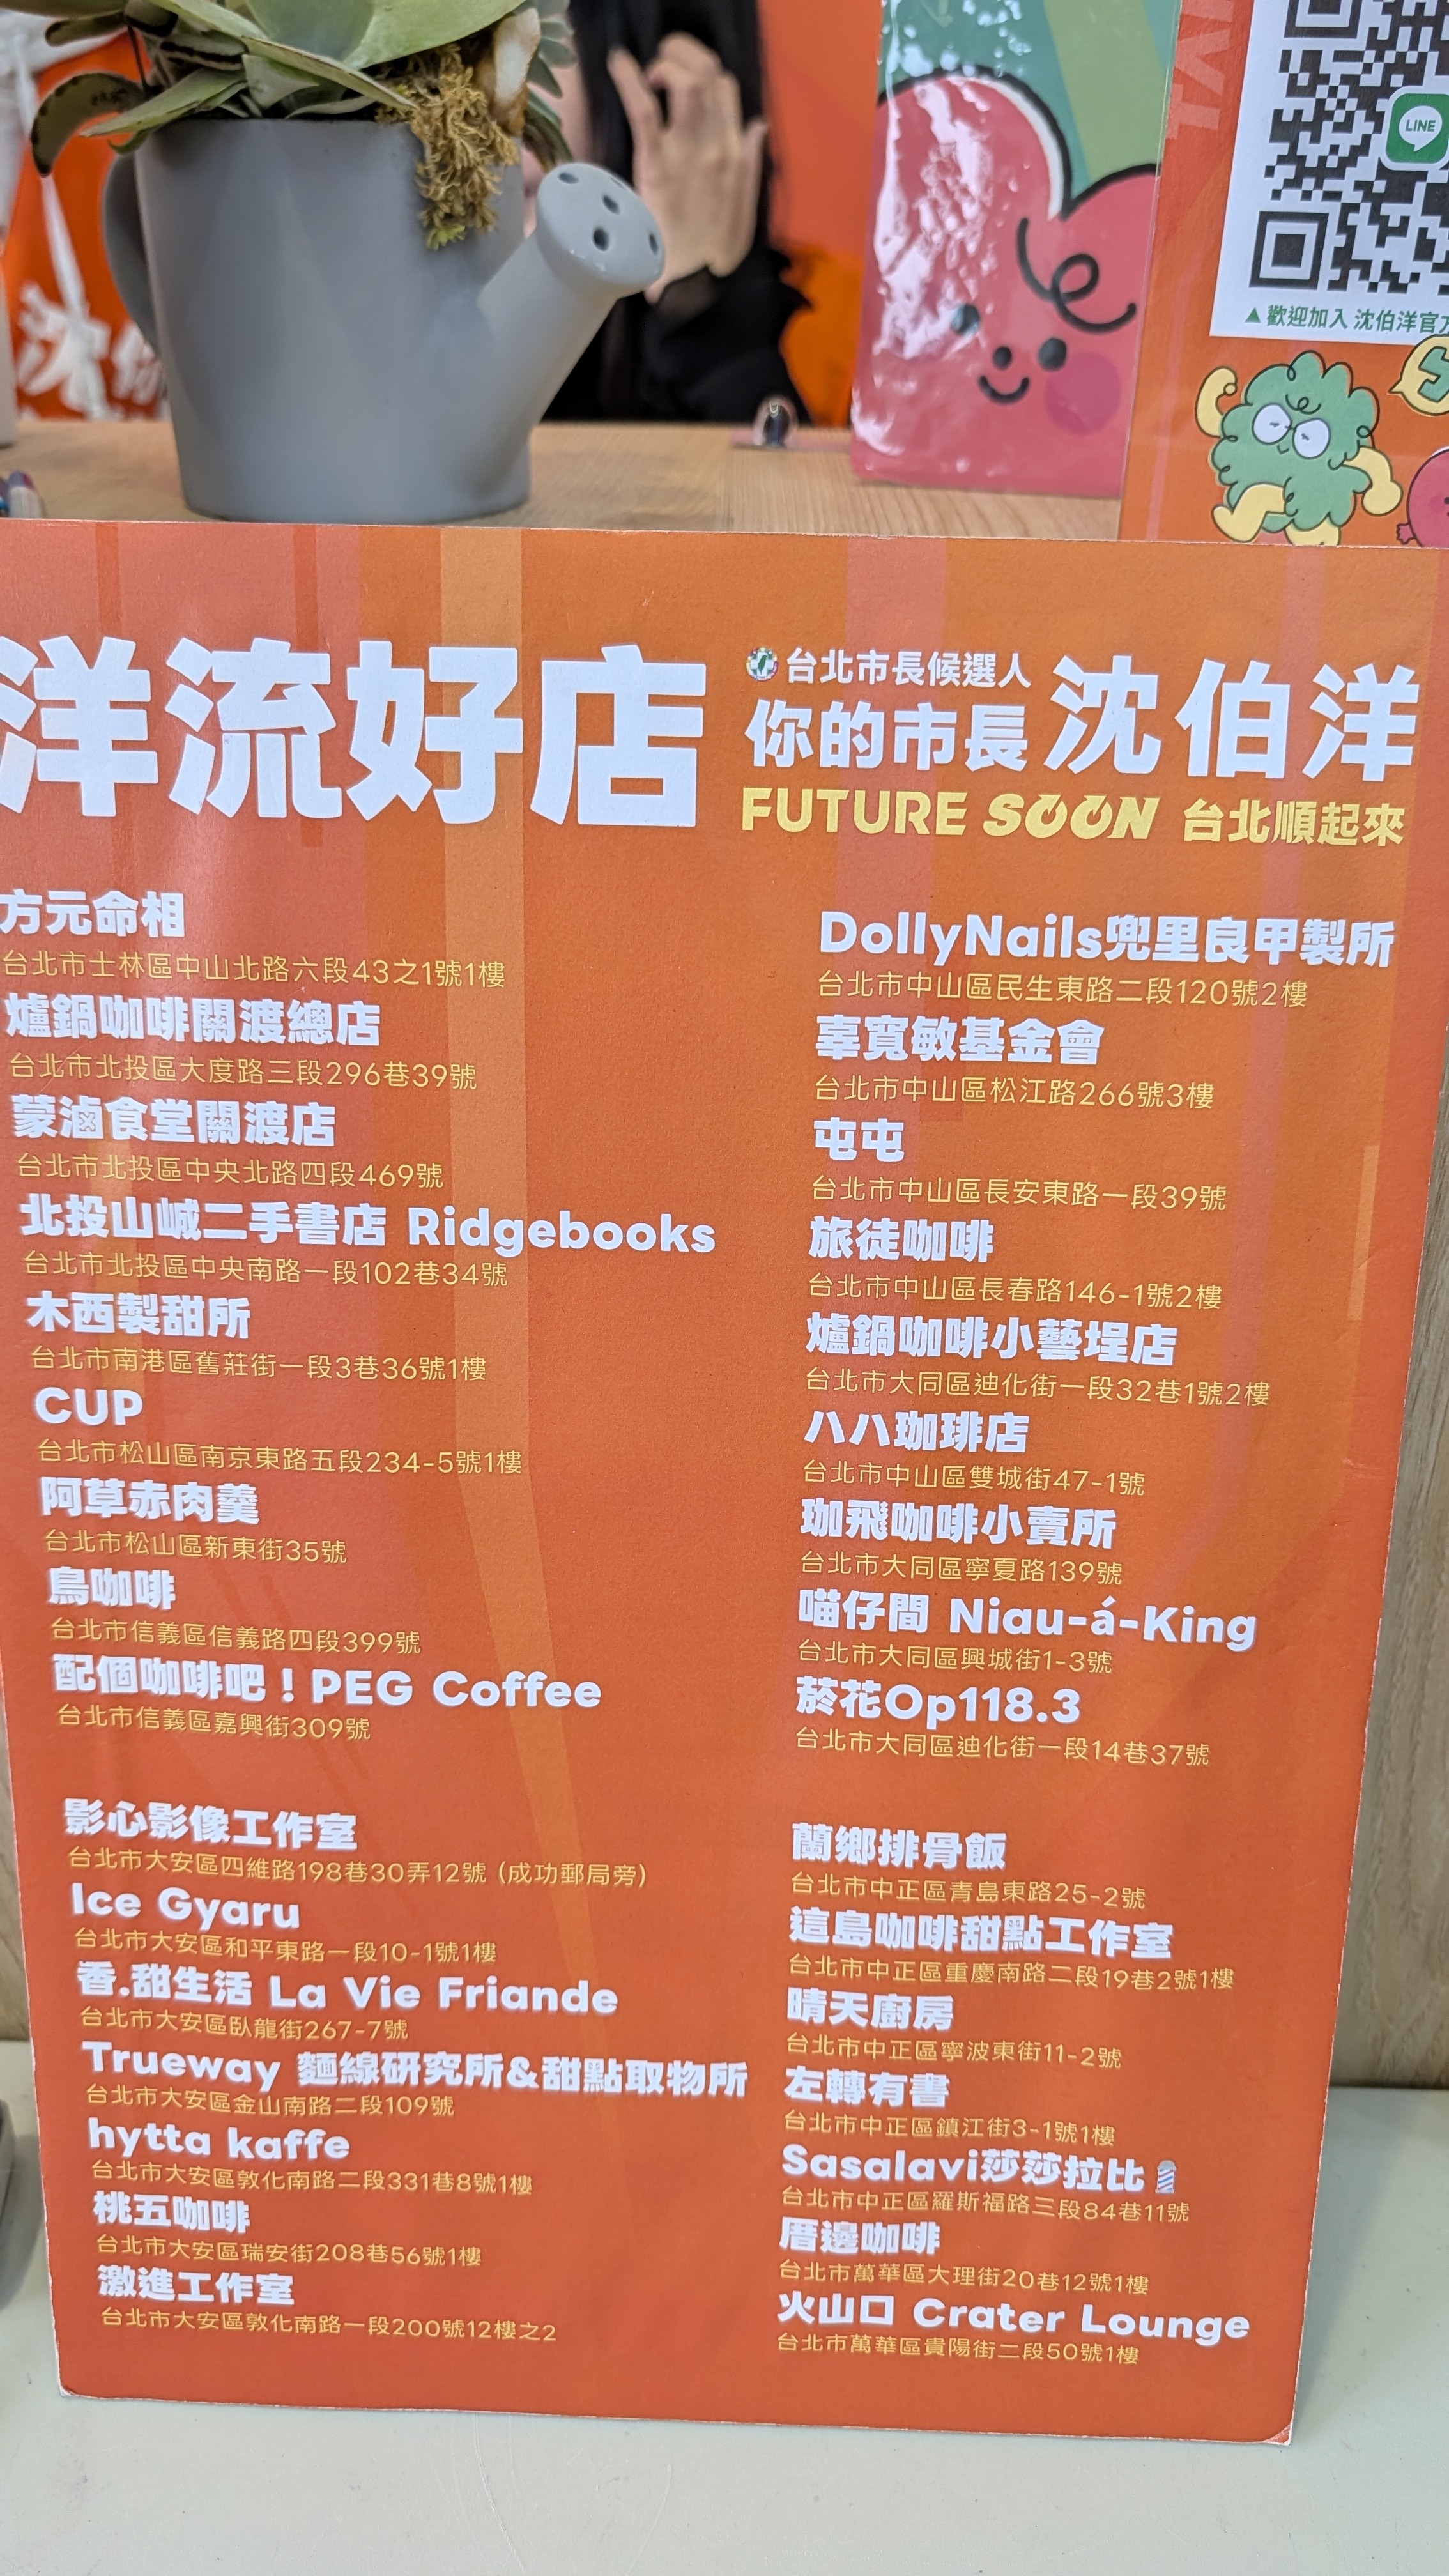 LINE
▲歡迎加入 沈伯洋官
洋流好店
台北市長候選人
你的市長 沈伯洋
FUTURE SOON 台北順起來
方元命相
台北市士林區中山北路六段43之1號1樓
爐鍋咖啡關渡總店
台北市北投區大度路三段296巷39號
蒙滷食堂關渡店
台北市北投區中央北路四段469號
北投山崦二手書店 Ridgebooks
台北市北投區中央南路一段102巷34號
木西製甜所
台北市南港區舊莊街一段3巷36號1樓
CUP
台北市松山區南京東路五段234-5號1樓
阿草赤肉羹
台北市松山區新東街35號
鳥咖啡
台北市信義區信義路四段399號
配個咖啡吧！PEG Coffee
台北市信義區嘉興街309號
影心影像工作室
台北市大安區四維路198巷30弄12號（成功郵局旁）
Ice Gyaru
台北市大安區和平東路一段10-1號1樓
香.甜生活 La Vie Friande
台北市大安區臥龍街267-7號
Trueway 麵線研究所&甜點取物所
台北市大安區金山南路二段109號
hytta kaffe
台北市大安區敦化南路二段331巷8號1樓
桃五咖啡
台北市大安區瑞安街208巷56號1樓
激進工作室
台北市大安區敦化南路一段200號12樓之2
DollyNails兜里良甲製所
台北市中山區民生東路二段120號2樓
辜寬敏基金會
台北市中山區松江路266號3樓
屯屯
台北市中山區長安東路一段39號
旅徒咖啡
台北市中山區長春路146-1號2樓
爐鍋咖啡小藝埕店
台北市大同區迪化街一段32巷1號2樓
八八珈琲店
台北市中山區雙城街47-1號
珈飛咖啡小賣所
台北市大同區寧夏路139號
喵仔間 Niau-á-King
台北市大同區興城街1-3號
菸花Op118.3
台北市大同區迪化街一段14巷37號
蘭鄉排骨飯
台北市中正區青島東路25-2號
這島咖啡甜點工作室
台北市中正區重慶南路二段19巷2號1樓
晴天廚房
台北市中正區寧波東街11-2號
左轉有書
台北市中正區鎮江街3-1號1樓
Sasalavi莎莎拉比💈
台北市中正區羅斯福路三段84巷11號
厝邊咖啡
台北市萬華區大理街20巷12號1樓
火山口 Crater Lounge
台北市萬華區貴陽街二段50號1樓